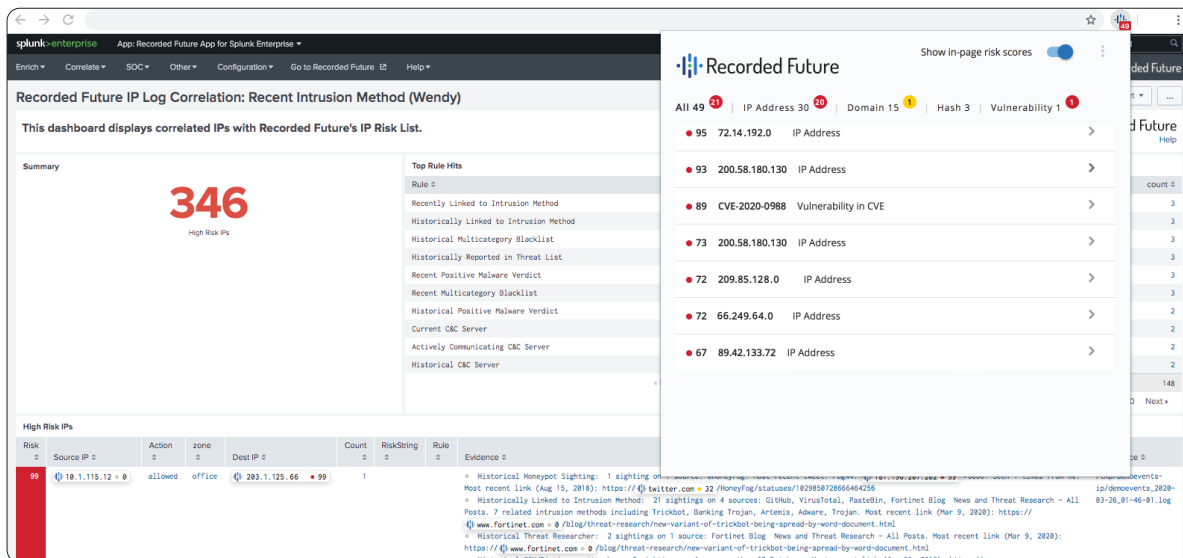 49
splunk>enterprise App: Recorded Future App for Splunk Enterprise
Enrich Correlate SOC Other Configuration Go to Recorded Future Help
ded Future
Recorded Future IP Log Correlation: Recent Intrusion Method (Wendy)
...
This dashboard displays correlated IPs with Recorded Future's IP Risk List.
d Future
Help
Summary
346
High Risk IPs
Top Rule Hits
Rule count
Recently Linked to Intrusion Method 3
Historically Linked to Intrusion Method 3
Historical Multicategory Blacklist 3
Historically Reported in Threat List 3
Recent Positive Malware Verdict 3
Recent Multicategory Blacklist 3
Historical Positive Malware Verdict 2
Current C&C Server 2
Actively Communicating C&C Server 2
Historical C&C Server 2
148
Next »
Recorded Future
Show in-page risk scores
All 49 21 | IP Address 30 20 | Domain 15 1 | Hash 3 | Vulnerability 1 1
95 72.14.192.0 IP Address
93 200.58.180.130 IP Address
89 CVE-2020-0988 Vulnerability in CVE
73 200.58.180.130 IP Address
72 209.85.128.0 IP Address
72 66.249.64.0 IP Address
67 89.42.133.72 IP Address
High Risk IPs
Risk Source IP Action zone Dest IP Count RiskString Rule Evidence
99 10.1.115.12 0 allowed office 203.1.125.66 99 1
Historical Honeypot Sighting: 1 sighting on 1 source:
Most recent link (Aug 15, 2018): https:// twitter.com 32 /HoneyFog/statuses/1029850728666464256
Historically Linked to Intrusion Method: 21 sightings on 4 sources: GitHub, VirusTotal, PasteBin, Fortinet Blog News and Threat Research - All
Posts. 7 related intrusion methods including Trickbot, Banking Trojan, Artemis, Adware, Trojan. Most recent link (Mar 9, 2020): https://
www.fortinet.com 0 /blog/threat-research/new-variant-of-trickbot-being-spread-by-word-document.html
Historical Threat Researcher: 2 sightings on 1 source: Fortinet Blog News and Threat Research - All Posts. Most recent link (Mar 9, 2020):
https:// www.fortinet.com 0 /blog/threat-research/new-variant-of-trickbot-being-spread-by-word-document.html
ip/demoevents_2020-
03-26_01-46-01.log